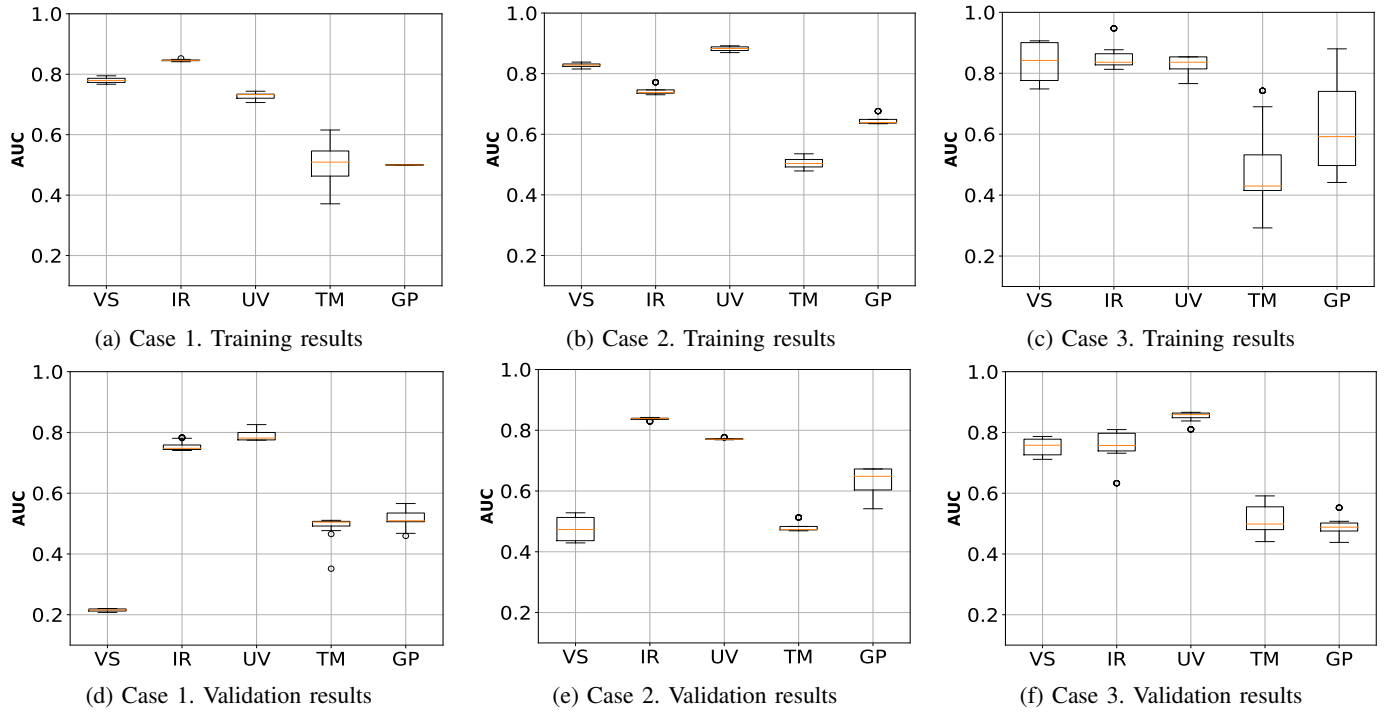 1.0
0.8
0.6
0.4
0.2
AUC
VS IR UV TM GP
(a) Case 1. Training results
1.0
0.8
0.6
0.4
0.2
AUC
VS IR UV TM GP
(b) Case 2. Training results
1.0
0.8
0.6
0.4
0.2
AUC
VS IR UV TM GP
(c) Case 3. Training results
1.0
0.8
0.6
0.4
0.2
AUC
VS IR UV TM GP
(d) Case 1. Validation results
1.0
0.8
0.6
0.4
0.2
AUC
VS IR UV TM GP
(e) Case 2. Validation results
1.0
0.8
0.6
0.4
0.2
AUC
VS IR UV TM GP
(f) Case 3. Validation results